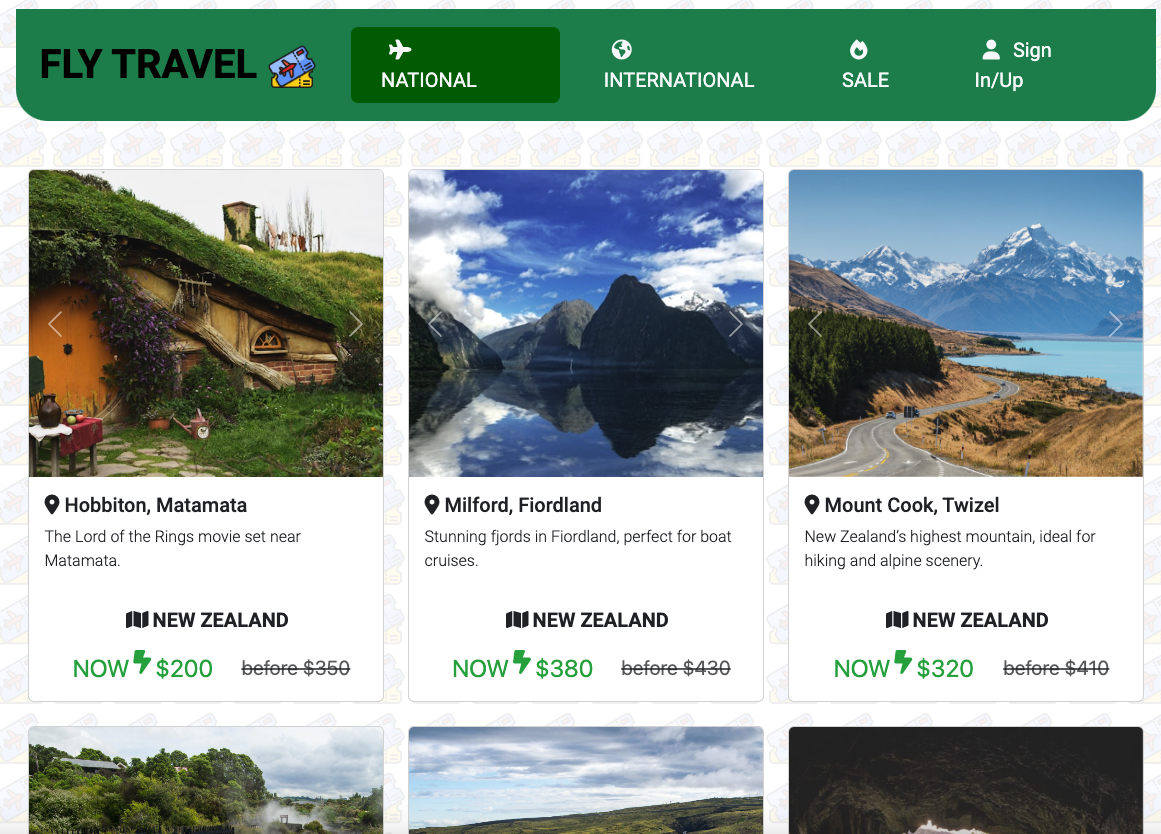 FLY TRAVEL
NATIONAL
INTERNATIONAL
SALE
Sign
In/Up
Hobbiton, Matamata
The Lord of the Rings movie set near
Matamata.
NEW ZEALAND
NOW $200 before $350
Milford, Fiordland
Stunning fjords in Fiordland, perfect for boat
cruises.
NEW ZEALAND
NOW $380 before $430
Mount Cook, Twizel
New Zealand’s highest mountain, ideal for
hiking and alpine scenery.
NEW ZEALAND
NOW $320 before $410